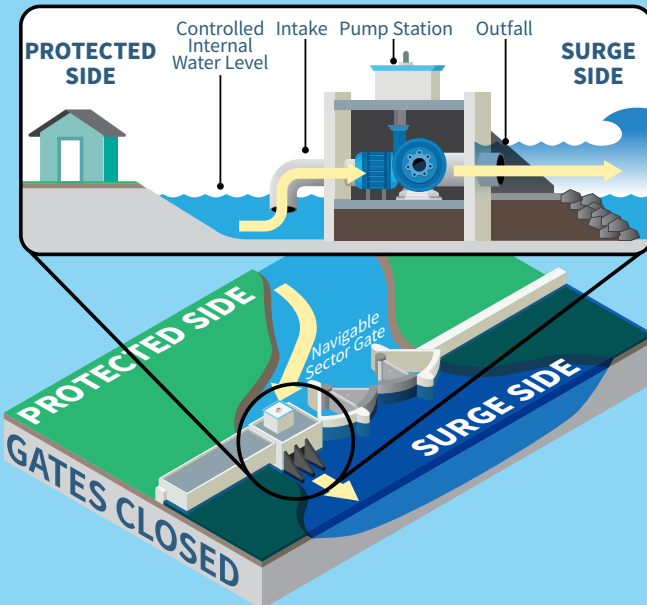 Controlled
Internal
Water Level
Intake
Pump Station
Outfall
PROTECTED
SIDE
SURGE
SIDE
PROTECTED SIDE
Navigable
Sector Gate
SURGE SIDE
GATES CLOSED